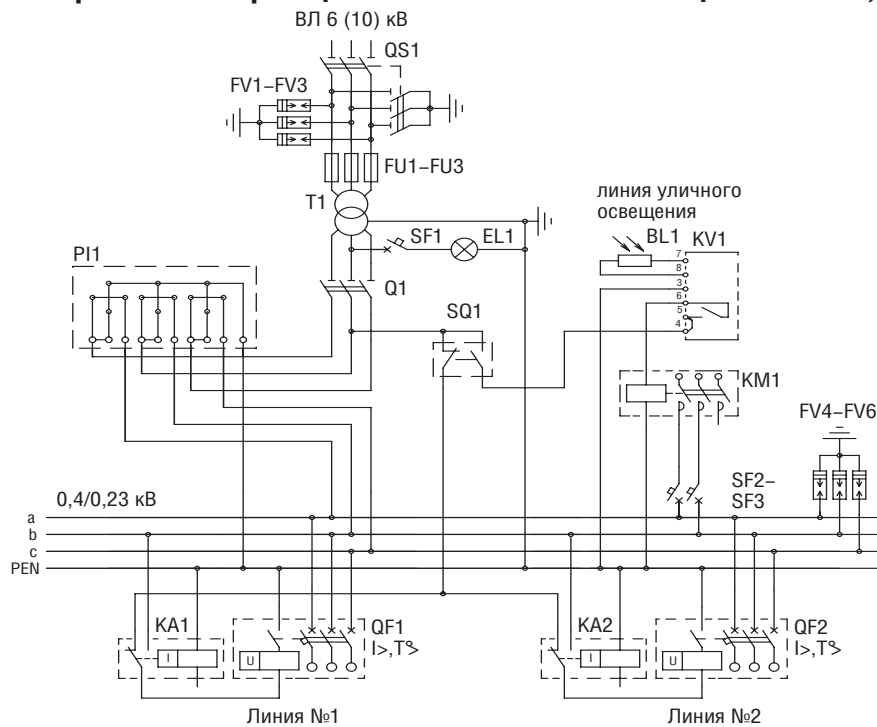 ВЛ 6 (10) кВ
QS1
FV1–FV3
FU1–FU3
T1
линия уличного
освещения
SF1
EL1
BL1
KV1
7
8
3
6
5
4
PI1
Q1
SQ1
KM1
FV4–FV6
SF2–
SF3
0,4/0,23 кВ
a
b
c
PEN
KA1
I
U
QF1
I>,T
KA2
I
U
QF2
I>,T
Линия №1
Линия №2